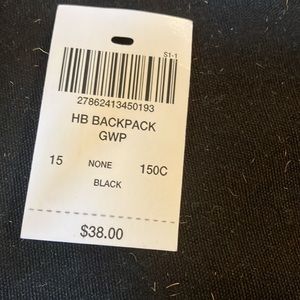 S1-1
27862413450193
HB BACKPACK
GWP
15 NONE 150C
BLACK
$38.00